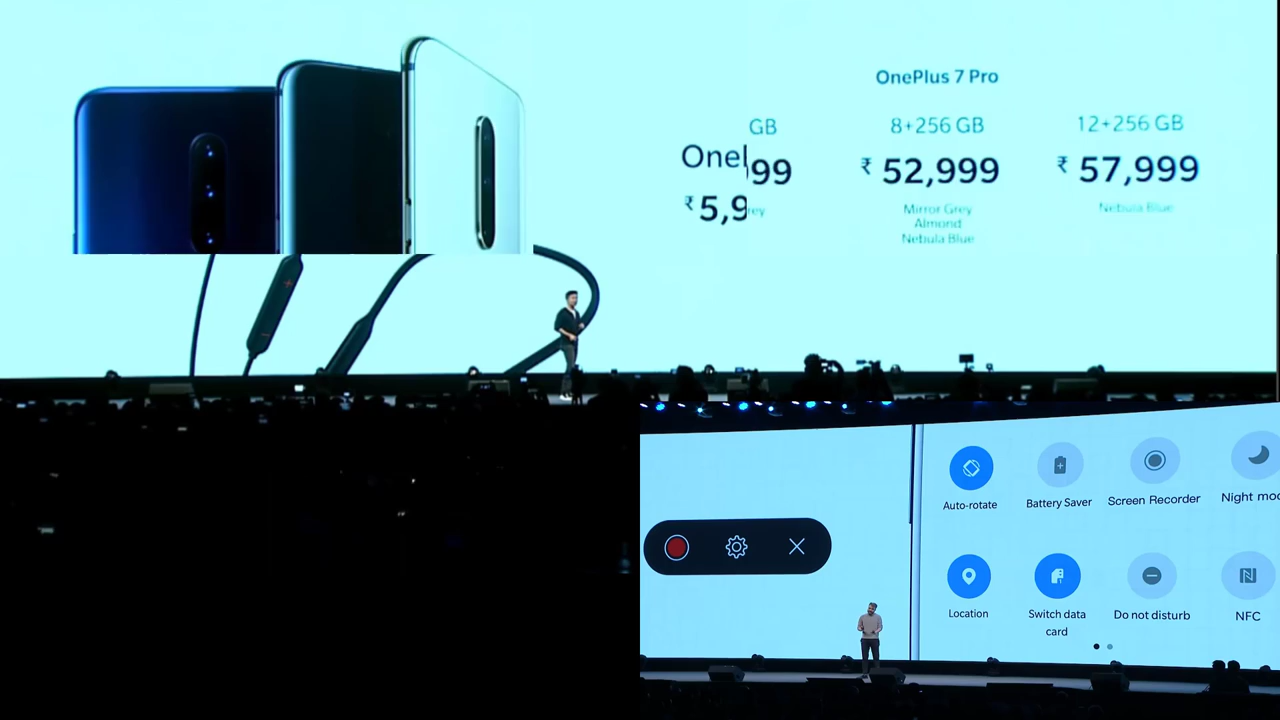 OnePlus 7 Pro
GB
8+256 GB
12+256 GB
99
₹ 52,999
₹ 57,999
Mirror Grey
Almond
Nebula Blue
Nebula Blue
Onel
₹ 5,9
Auto-rotate
Battery Saver
Screen Recorder
Night mod
Location
Switch data
card
Do not disturb
NFC